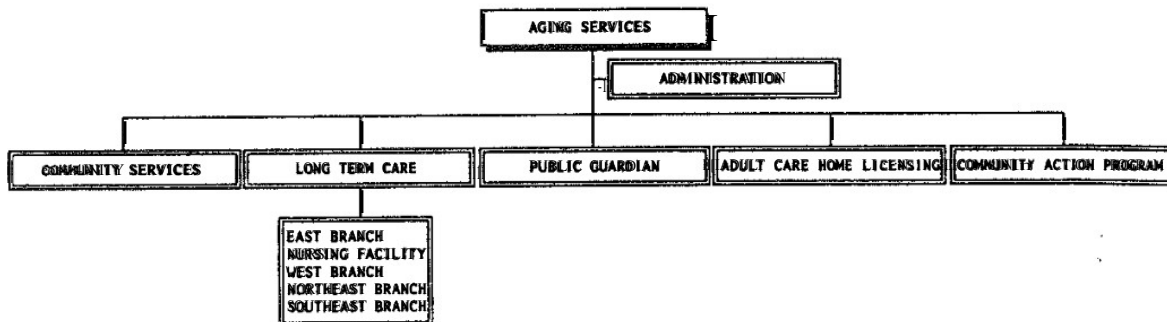 AGING SERVICES
ADMINISTRATION
COMMUNITY SERVICES
LONG TERM CARE
PUBLIC GUARDIAN
ADULT CARE HOME LICENSING
COMMUNITY ACTION PROGRAM
EAST BRANCH
NURSING FACILITY
WEST BRANCH
NORTHEAST BRANCH
SOUTHEAST BRANCH